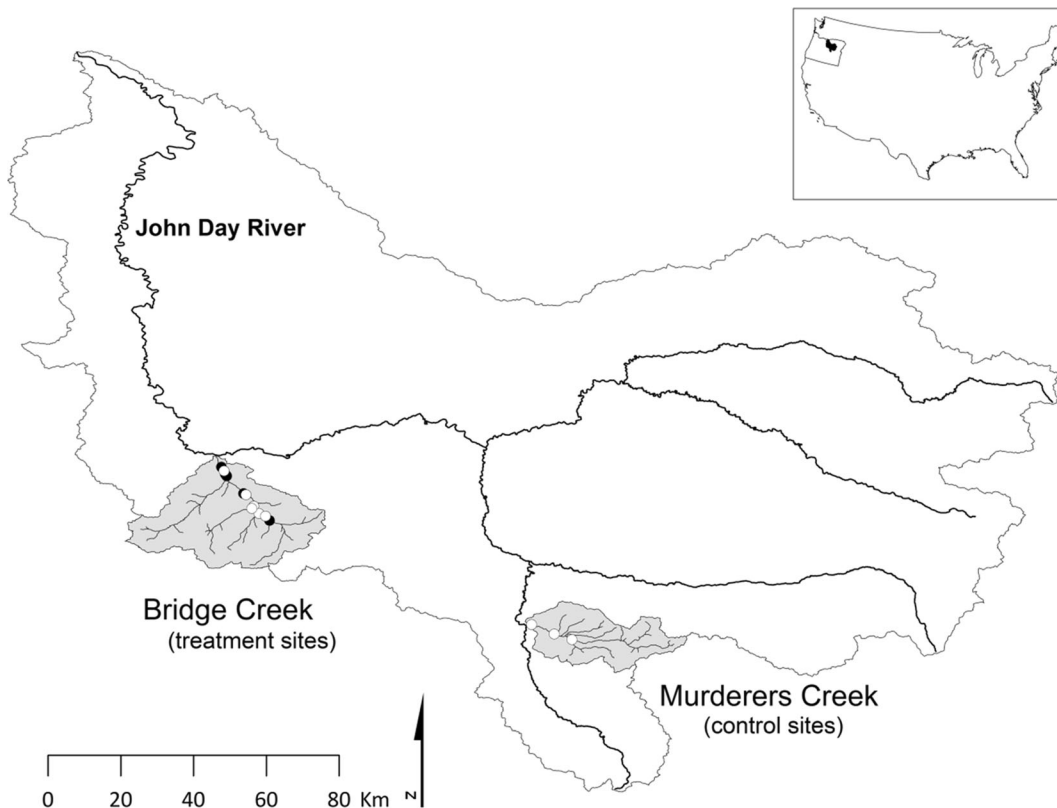 John Day River
Bridge Creek
(treatment sites)
Murderers Creek
(control sites)
0 20 40 60 80 Km
N